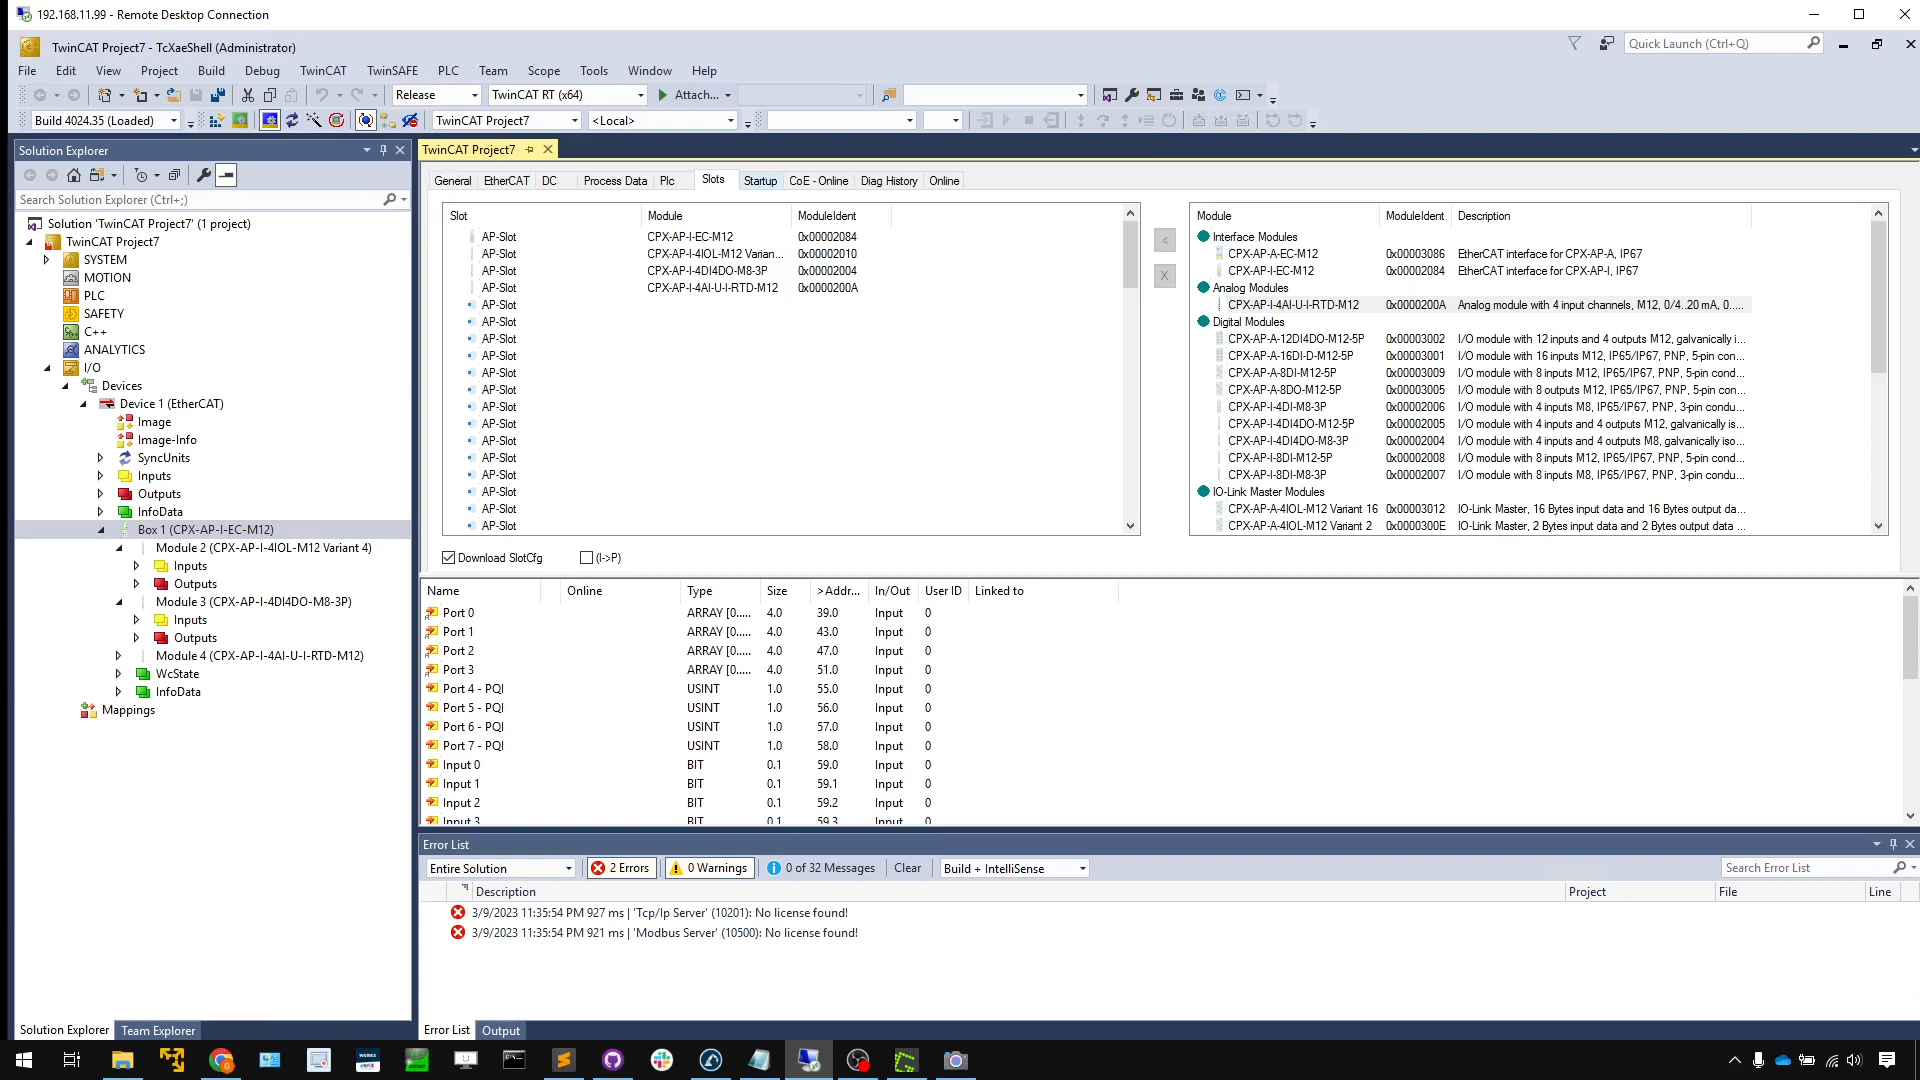 192.168.11.99 - Remote Desktop Connection
TwinCAT Project7 - TcXaeShell (Administrator)
Quick Launch (Ctrl+Q)
File Edit View Project Build Debug TwinCAT TwinSAFE PLC Team Scope Tools Window Help
Release TwinCAT RT (x64) Attach...
Build 4024.35 (Loaded) TwinCAT Project7 <Local>
Solution Explorer
Search Solution Explorer (Ctrl+;)
Solution 'TwinCAT Project7' (1 project)
TwinCAT Project7
SYSTEM
MOTION
PLC
SAFETY
C++
ANALYTICS
I/O
Devices
Device 1 (EtherCAT)
Image
Image-Info
SyncUnits
Inputs
Outputs
InfoData
Box 1 (CPX-AP-I-EC-M12)
Module 2 (CPX-AP-I-4IOL-M12 Variant 4)
Inputs
Outputs
Module 3 (CPX-AP-I-4DI4DO-M8-3P)
Inputs
Outputs
Module 4 (CPX-AP-I-4AI-U-I-RTD-M12)
WcState
InfoData
Mappings
Solution Explorer Team Explorer
TwinCAT Project7
General EtherCAT DC Process Data Plc Slots Startup CoE - Online Diag History Online
Slot Module ModuleIdent
AP-Slot CPX-AP-I-EC-M12 0x00002084
AP-Slot CPX-AP-I-4IOL-M12 Varian... 0x00002010
AP-Slot CPX-AP-I-4DI4DO-M8-3P 0x00002004
AP-Slot CPX-AP-I-4AI-U-I-RTD-M12 0x0000200A
AP-Slot
AP-Slot
AP-Slot
AP-Slot
AP-Slot
AP-Slot
AP-Slot
AP-Slot
AP-Slot
AP-Slot
AP-Slot
AP-Slot
AP-Slot
AP-Slot
<
X
Module ModuleIdent Description
Interface Modules
CPX-AP-A-EC-M12 0x00003086 EtherCAT interface for CPX-AP-A, IP67
CPX-AP-I-EC-M12 0x00002084 EtherCAT interface for CPX-AP-I, IP67
Analog Modules
CPX-AP-I-4AI-U-I-RTD-M12 0x0000200A Analog module with 4 input channels, M12, 0/4..20 mA, 0.....
Digital Modules
CPX-AP-A-12DI4DO-M12-5P 0x00003002 I/O module with 12 inputs and 4 outputs M12, galvanically i...
CPX-AP-A-16DI-D-M12-5P 0x00003001 I/O module with 16 inputs M12, IP65/IP67, PNP, 5-pin con...
CPX-AP-A-8DI-M12-5P 0x00003009 I/O module with 8 inputs M12, IP65/IP67, PNP, 5-pin cond...
CPX-AP-A-8DO-M12-5P 0x00003005 I/O module with 8 outputs M12, IP65/IP67, PNP, 5-pin con...
CPX-AP-I-4DI-M8-3P 0x00002006 I/O module with 4 inputs M8, IP65/IP67, PNP, 3-pin condu...
CPX-AP-I-4DI4DO-M12-5P 0x00002005 I/O module with 4 inputs and 4 outputs M12, galvanically is...
CPX-AP-I-4DI4DO-M8-3P 0x00002004 I/O module with 4 inputs and 4 outputs M8, galvanically iso...
CPX-AP-I-8DI-M12-5P 0x00002008 I/O module with 8 inputs M12, IP65/IP67, PNP, 5-pin cond...
CPX-AP-I-8DI-M8-3P 0x00002007 I/O module with 8 inputs M8, IP65/IP67, PNP, 3-pin condu...
IO-Link Master Modules
CPX-AP-A-4IOL-M12 Variant 16 0x00003012 IO-Link Master, 16 Bytes input data and 16 Bytes output da...
CPX-AP-A-4IOL-M12 Variant 2 0x0000300E IO-Link Master, 2 Bytes input data and 2 Bytes output data ...
Download SlotCfg (I->P)
Name Online Type Size >Addr... In/Out User ID Linked to
Port 0 ARRAY [0..... 4.0 39.0 Input 0
Port 1 ARRAY [0..... 4.0 43.0 Input 0
Port 2 ARRAY [0..... 4.0 47.0 Input 0
Port 3 ARRAY [0..... 4.0 51.0 Input 0
Port 4 - PQI USINT 1.0 55.0 Input 0
Port 5 - PQI USINT 1.0 56.0 Input 0
Port 6 - PQI USINT 1.0 57.0 Input 0
Port 7 - PQI USINT 1.0 58.0 Input 0
Input 0 BIT 0.1 59.0 Input 0
Input 1 BIT 0.1 59.1 Input 0
Input 2 BIT 0.1 59.2 Input 0
Input 3 BIT 0.1 59.3 Input 0
Error List
Entire Solution 2 Errors 0 Warnings 0 of 32 Messages Clear Build + IntelliSense Search Error List
Description Project File Line
3/9/2023 11:35:54 PM 927 ms | 'Tcp/Ip Server' (10201): No license found!
3/9/2023 11:35:54 PM 921 ms | 'Modbus Server' (10500): No license found!
Error List Output